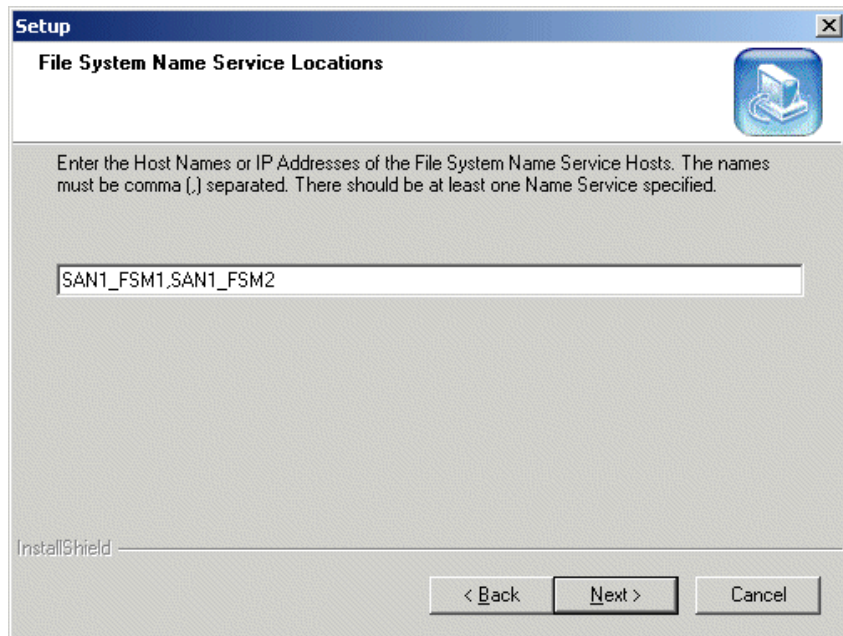 Setup
File System Name Service Locations
Enter the Host Names or IP Addresses of the File System Name Service Hosts. The names
must be comma (,) separated. There should be at least one Name Service specified.
SAN1_FSM1,SAN1_FSM2
InstallShield
< Back Next > Cancel